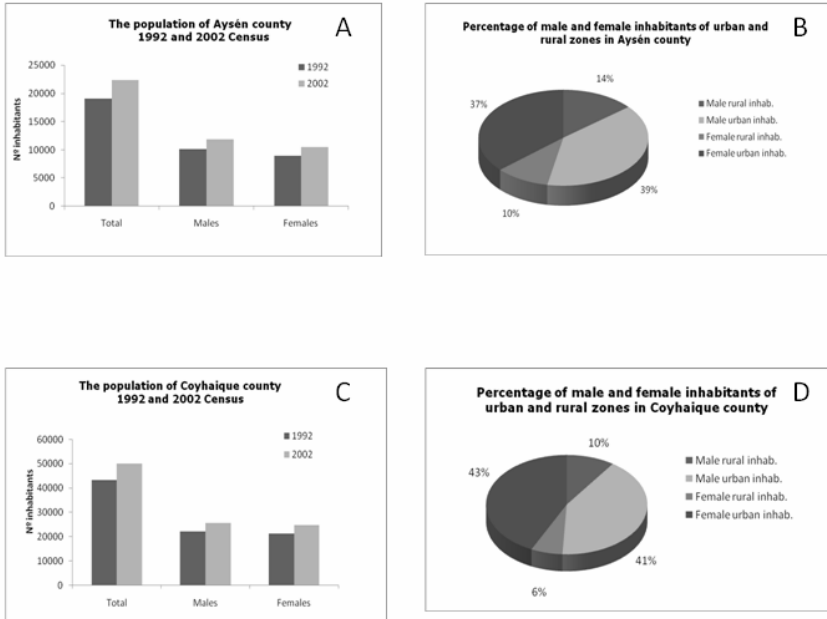 The population of Aysén county
1992 and 2002 Census
A
25000
20000
15000
10000
5000
0
Nº inhabitants
1992
2002
Total
Males
Females
Percentage of male and female inhabitants of urban and
rural zones in Aysén county
B
14%
37%
39%
10%
Male rural inhab.
Male urban inhab.
Female rural inhab.
Female urban inhab.
The population of Coyhaique county
1992 and 2002 Census
C
60000
50000
40000
30000
20000
10000
0
Nº inhabitants
1992
2002
Total
Males
Females
Percentage of male and female inhabitants of
urban and rural zones in Coyhaique county
D
10%
43%
41%
6%
Male rural inhab.
Male urban inhab.
Female rural inhab.
Female urban inhab.